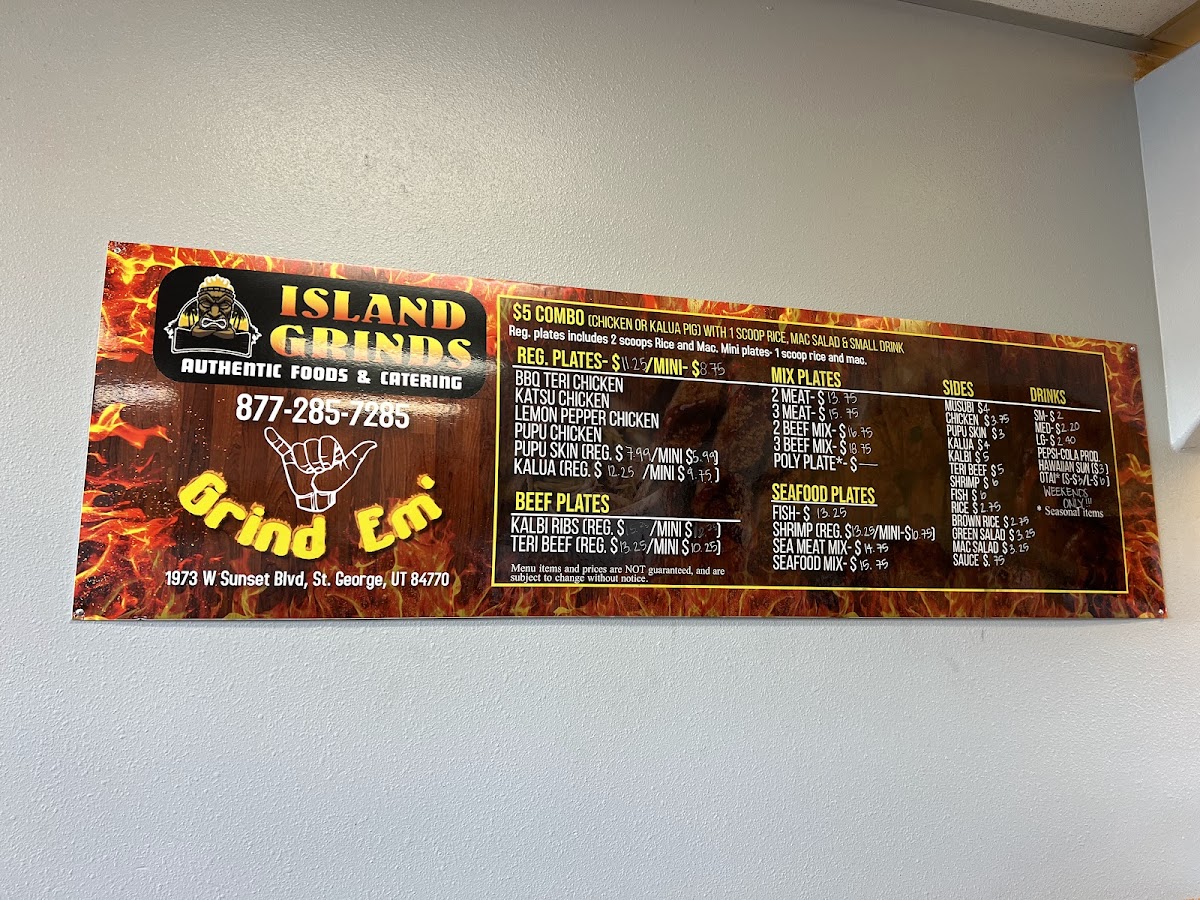 ISLAND
GRINDS
AUTHENTIC FOODS & CATERING
877-285-7285
Grind Em'
1973 W Sunset Blvd, St. George, UT 84770
$5 COMBO (CHICKEN OR KALUA PIG) WITH 1 SCOOP RICE, MAC SALAD & SMALL DRINK
Reg. plates includes 2 scoops Rice and Mac. Mini plates- 1 scoop rice and mac.
REG. PLATES- $11.25/MINI- $8.75
BBQ TERI CHICKEN
KATSU CHICKEN
LEMON PEPPER CHICKEN
PUPU CHICKEN
PUPU SKIN (REG. $7.99/MINI $5.99)
KALUA (REG. $ 12.25 /MINI $ 9.75)
BEEF PLATES
KALBI RIBS (REG. $ /MINI $
TERI BEEF (REG. $13.25/MINI $10.25)
Menu items and prices are NOT guaranteed, and are
subject to change without notice.
MIX PLATES
2 MEAT- $ 13.75
3 MEAT- $ 15.75
2 BEEF MIX- $16.75
3 BEEF MIX- $ 18.75
POLY PLATE*- $—
SEAFOOD PLATES
FISH- $ 13.25
SHRIMP (REG. $13.25/MINI-$10.75)
SEA MEAT MIX- $ 14.75
SEAFOOD MIX- $ 15.75
SIDES
MUSUBI $4
CHICKEN $3.75
PUPU SKIN $3
KALUA $4
KALBI $5
TERI BEEF $5
SHRIMP $6
FISH $6
RICE $2.75
BROWN RICE $2.75
GREEN SALAD $3.25
MAC SALAD $3.25
SAUCE $.75
DRINKS
SM- $ 2
MED- $2.20
LG- $2.40
PEPSI-COLA PROD.
HAWAIIAN SUN ($3)
OTAI* (S-$5/L-$6)
WEEKENDS
ONLY!!!
* Seasonal items